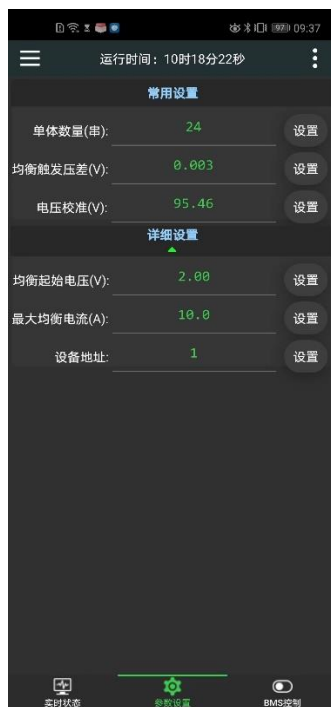 97 09:37
运行时间: 10时18分22秒
常用设置
单体数量(串): 24 设置
均衡触发压差(V): 0.003 设置
电压校准(V): 95.46 设置
详细设置
均衡起始电压(V): 2.00 设置
最大均衡电流(A): 10.0 设置
设备地址: 1 设置
实时状态 参数设置 BMS控制